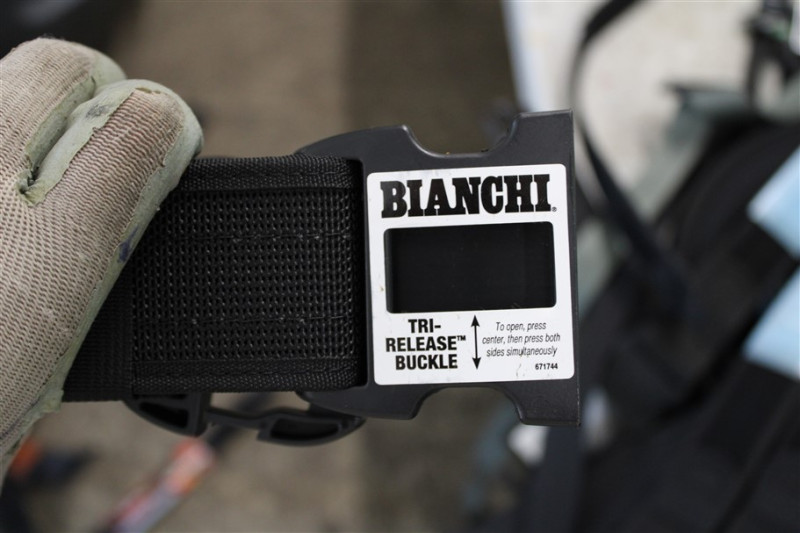 BIANCHI®
TRI-
RELEASE™
BUCKLE
To open, press
center, then press both
sides simultaneously
671744